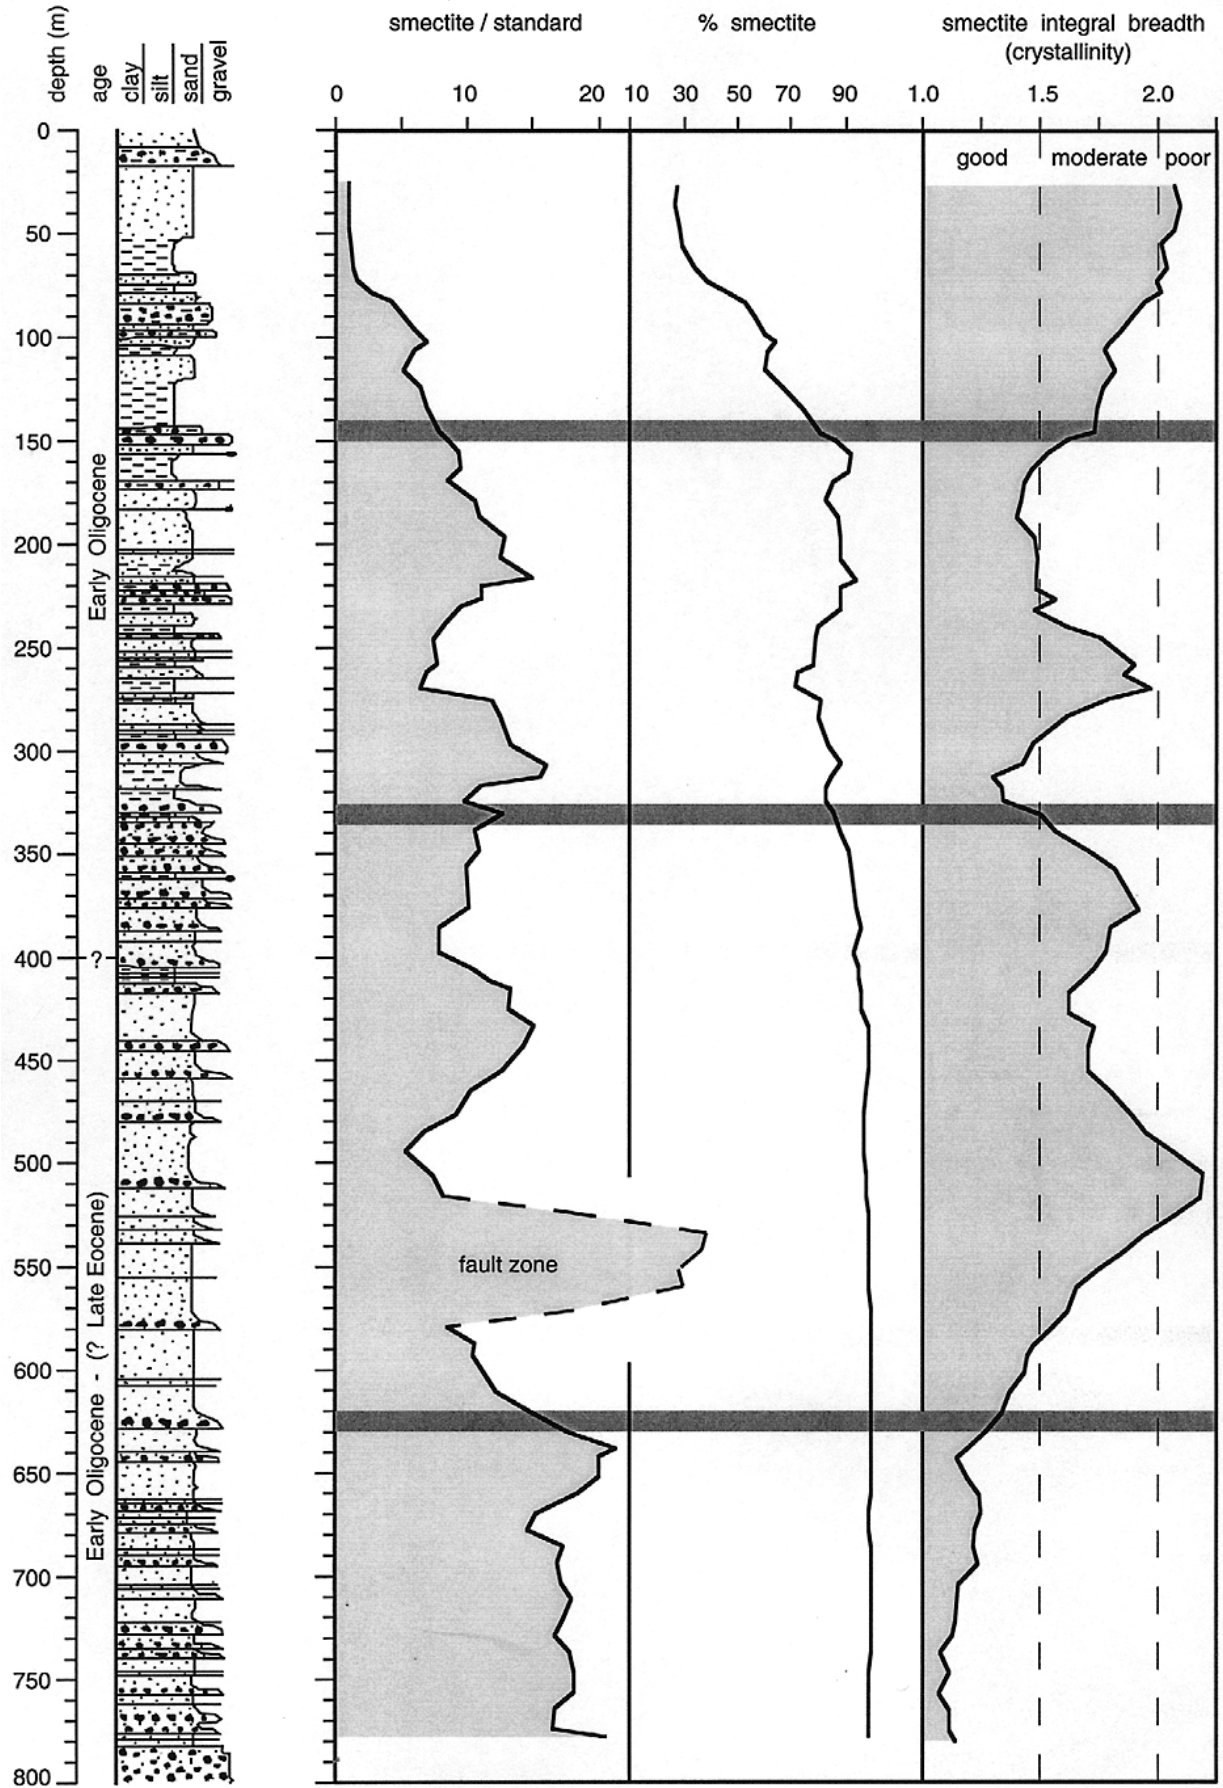 smectite / standard % smectite smectite integral breadth
(crystallinity)
depth (m) age clay silt sand gravel
0 10 20 10 30 50 70 90 1.0 1.5 2.0
good moderate poor
0
50
100
150
200
250
300
350
400
450
500
550
600
650
700
750
800
Early Oligocene
?
Early Oligocene - (? Late Eocene)
fault zone